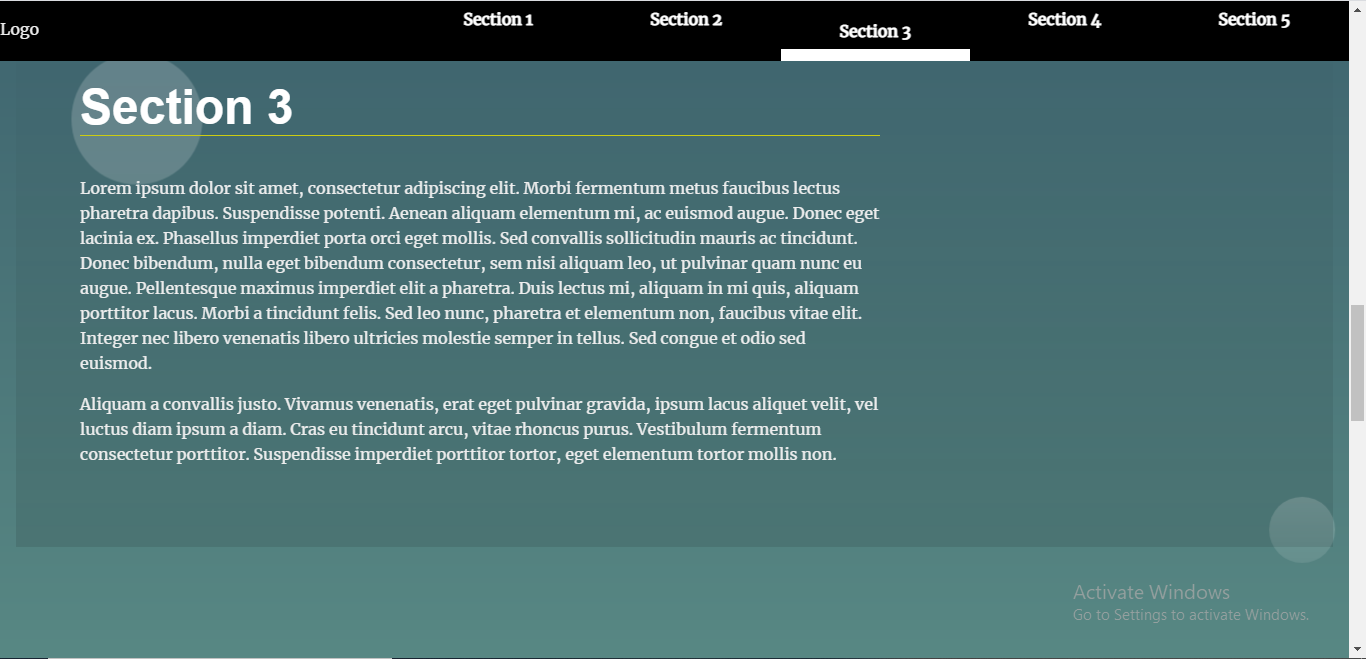 Logo
Section 1
Section 2
Section 3
Section 4
Section 5
Section 3
Lorem ipsum dolor sit amet, consectetur adipiscing elit. Morbi fermentum metus faucibus lectus
pharetra dapibus. Suspendisse potenti. Aenean aliquam elementum mi, ac euismod augue. Donec eget
lacinia ex. Phasellus imperdiet porta orci eget mollis. Sed convallis sollicitudin mauris ac tincidunt.
Donec bibendum, nulla eget bibendum consectetur, sem nisi aliquam leo, ut pulvinar quam nunc eu
augue. Pellentesque maximus imperdiet elit a pharetra. Duis lectus mi, aliquam in mi quis, aliquam
porttitor lacus. Morbi a tincidunt felis. Sed leo nunc, pharetra et elementum non, faucibus vitae elit.
Integer nec libero venenatis libero ultricies molestie semper in tellus. Sed congue et odio sed
euismod.
Aliquam a convallis justo. Vivamus venenatis, erat eget pulvinar gravida, ipsum lacus aliquet velit, vel
luctus diam ipsum a diam. Cras eu tincidunt arcu, vitae rhoncus purus. Vestibulum fermentum
consectetur porttitor. Suspendisse imperdiet porttitor tortor, eget elementum tortor mollis non.
Activate Windows
Go to Settings to activate Windows.